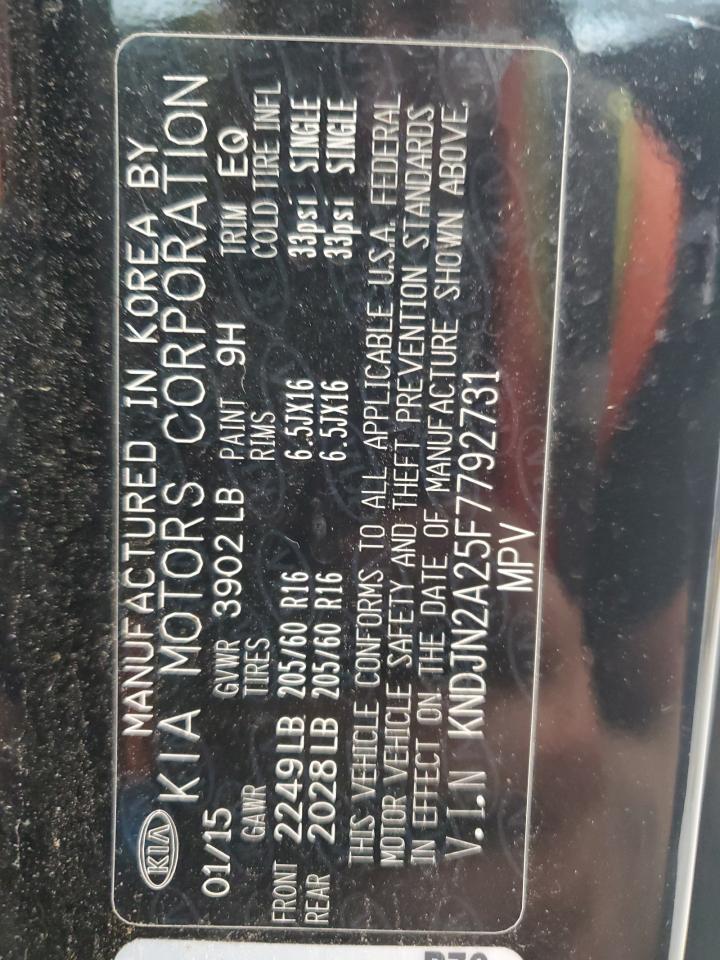 KIA
MANUFACTURED IN KOREA BY
KIA MOTORS CORPORATION
01/15 GVWR 3902 LB PAINT 9H TRIM EQ
GAWR TIRES RIMS COLD TIRE INFL
FRONT 2249 LB 205/60 R16 6.5JX16 33psi SINGLE
REAR 2028 LB 205/60 R16 6.5JX16 33psi SINGLE
THIS VEHICLE CONFORMS TO ALL APPLICABLE U.S.A. FEDERAL
MOTOR VEHICLE SAFETY AND THEFT PREVENTION STANDARDS
IN EFFECT ON THE DATE OF MANUFACTURE SHOWN ABOVE.
V.I.N KNDJN2A25F7792731
MPV